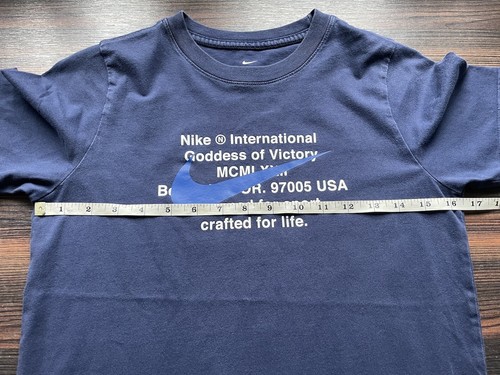 Nike Ⓝ International
Goddess of Victory
OR. 97005 USA
crafted for life.
1 2 3 4 5 6 7 8 9 10 11 12 13 14 15 16 17